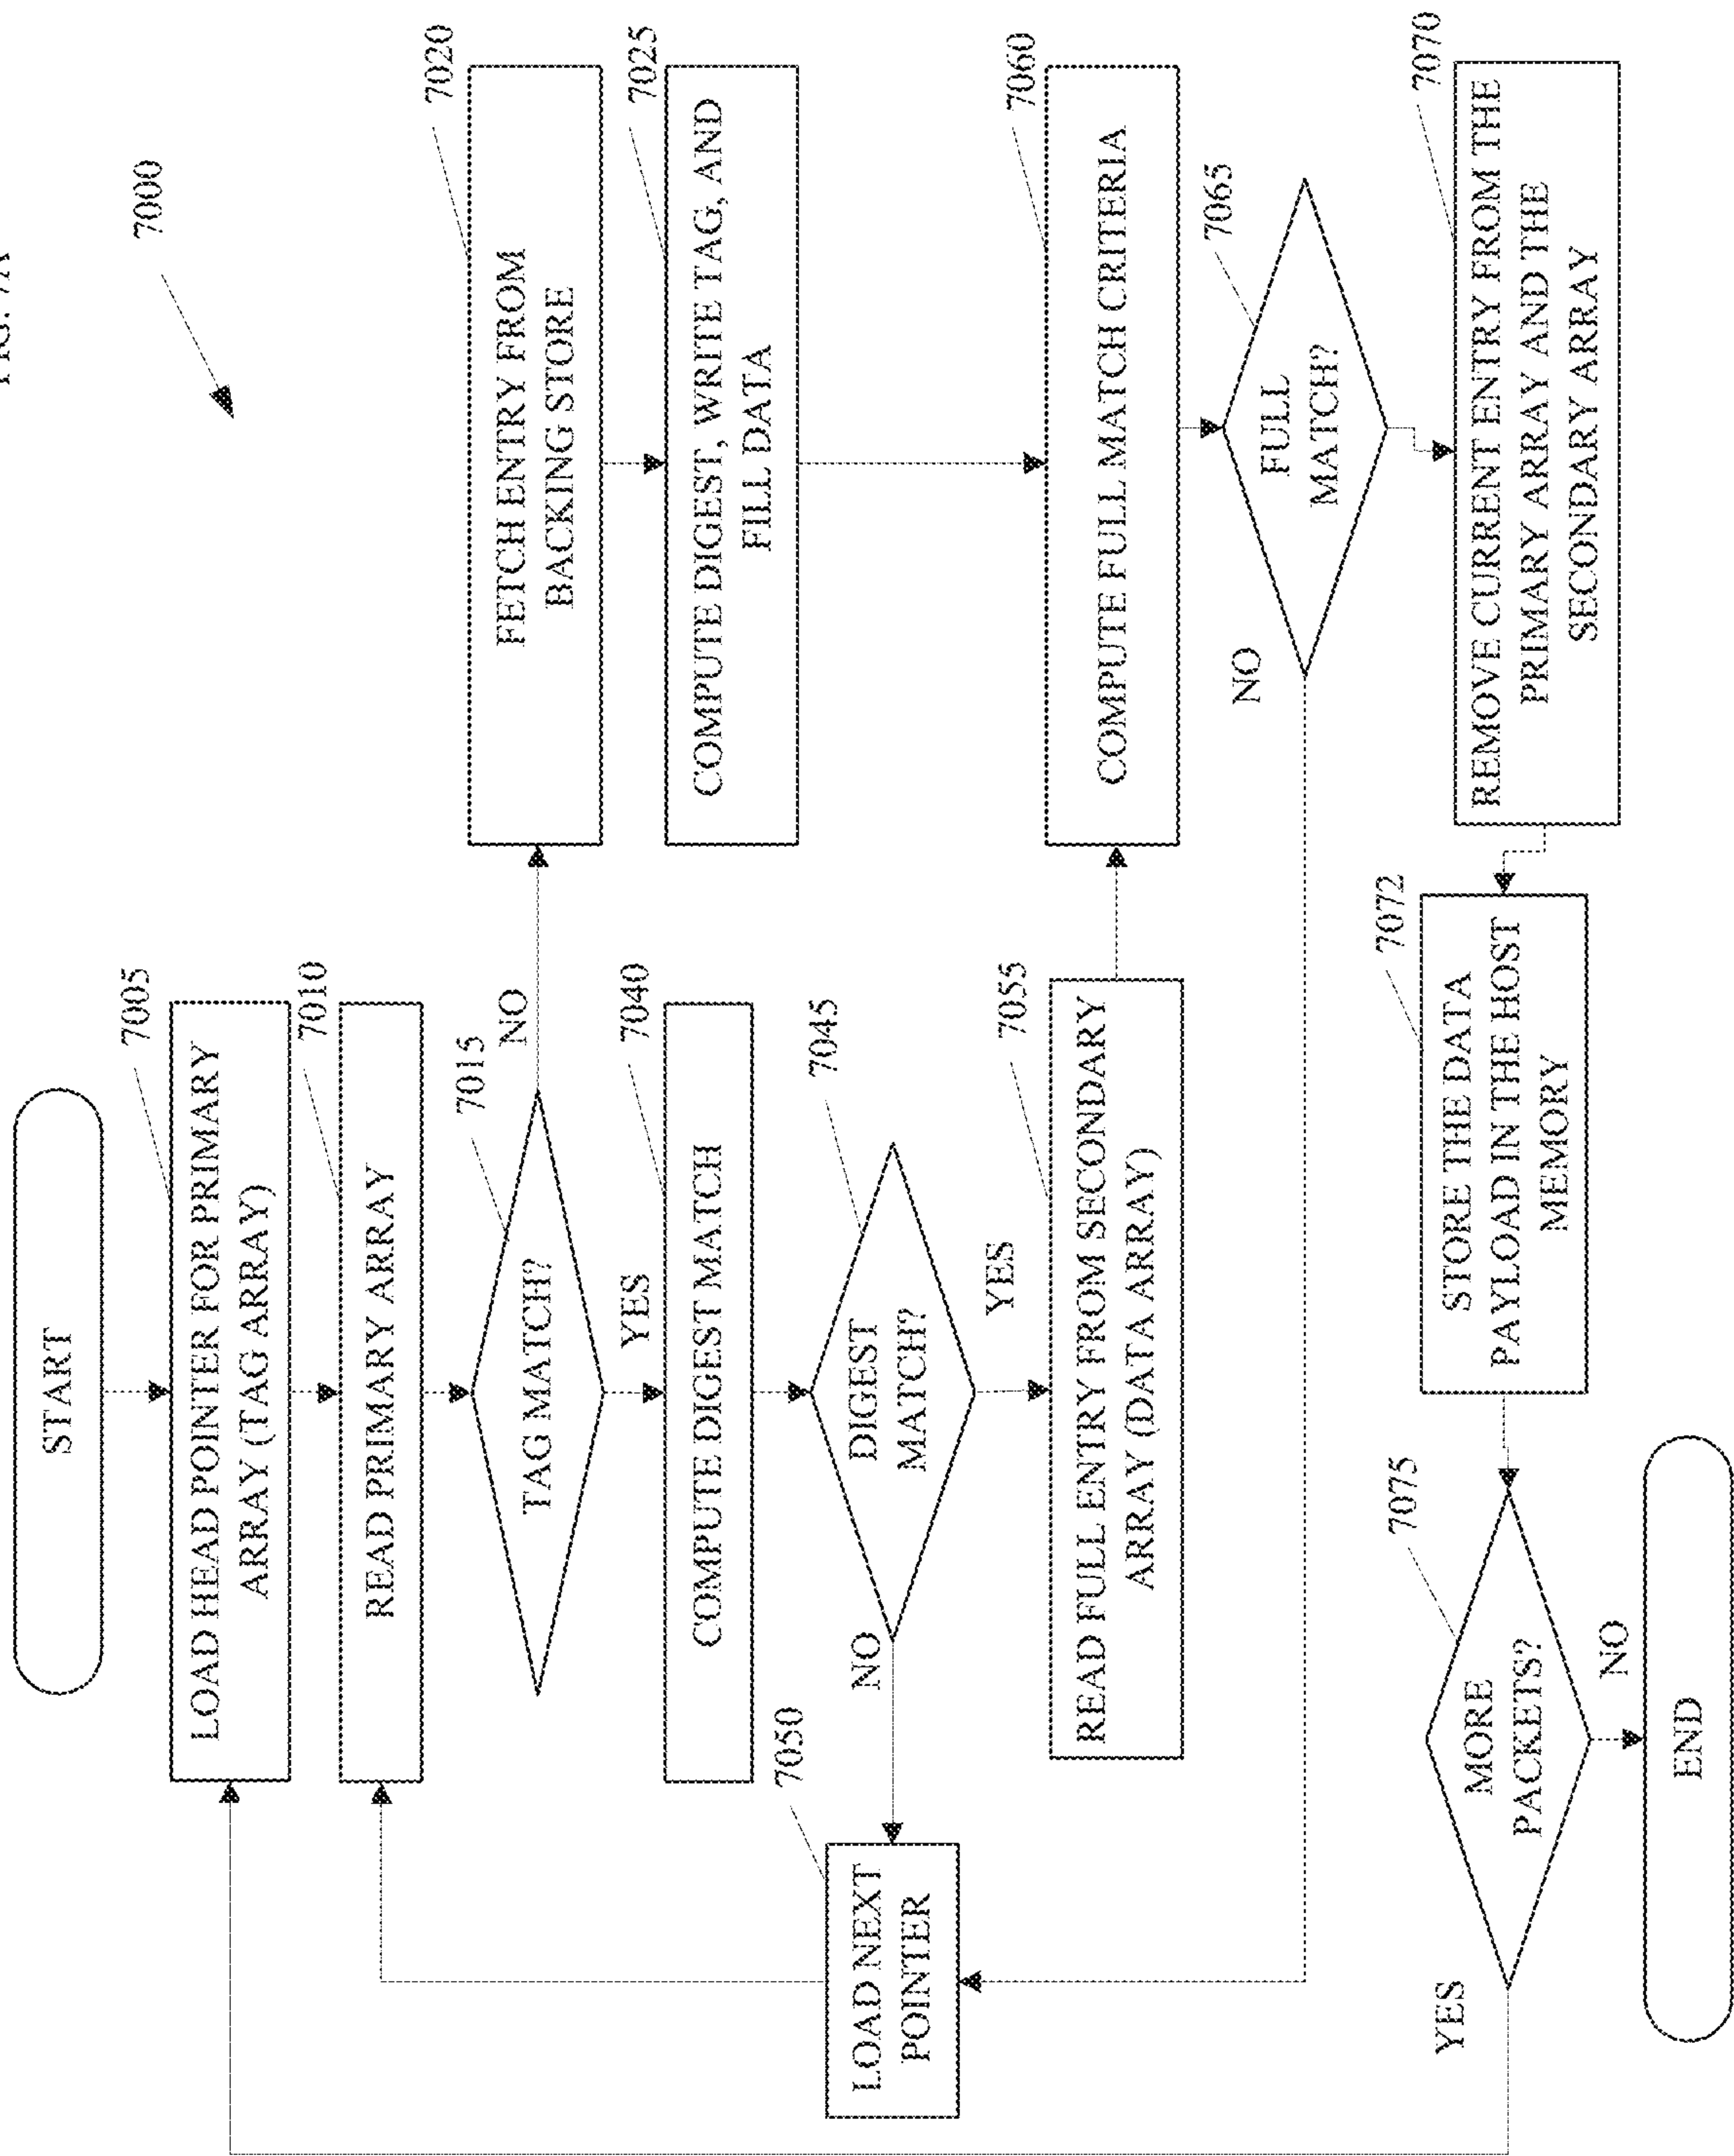 FIG. 7A
7000
START
7005
LOAD HEAD POINTER FOR PRIMARY
ARRAY (TAG ARRAY)
7010
READ PRIMARY ARRAY
7015
TAG MATCH?
NO
7020
FETCH ENTRY FROM
BACKING STORE
7025
COMPUTE DIGEST, WRITE TAG, AND
FILL DATA
YES
7040
COMPUTE DIGEST MATCH
7045
DIGEST
MATCH?
NO
7050
LOAD NEXT
POINTER
YES
7055
READ FULL ENTRY FROM SECONDARY
ARRAY (DATA ARRAY)
7060
COMPUTE FULL MATCH CRITERIA
7065
FULL
MATCH?
NO
7070
REMOVE CURRENT ENTRY FROM THE
PRIMARY ARRAY AND THE
SECONDARY ARRAY
7072
STORE THE DATA
PAYLOAD IN THE HOST
MEMORY
7075
MORE
PACKETS?
YES
NO
END